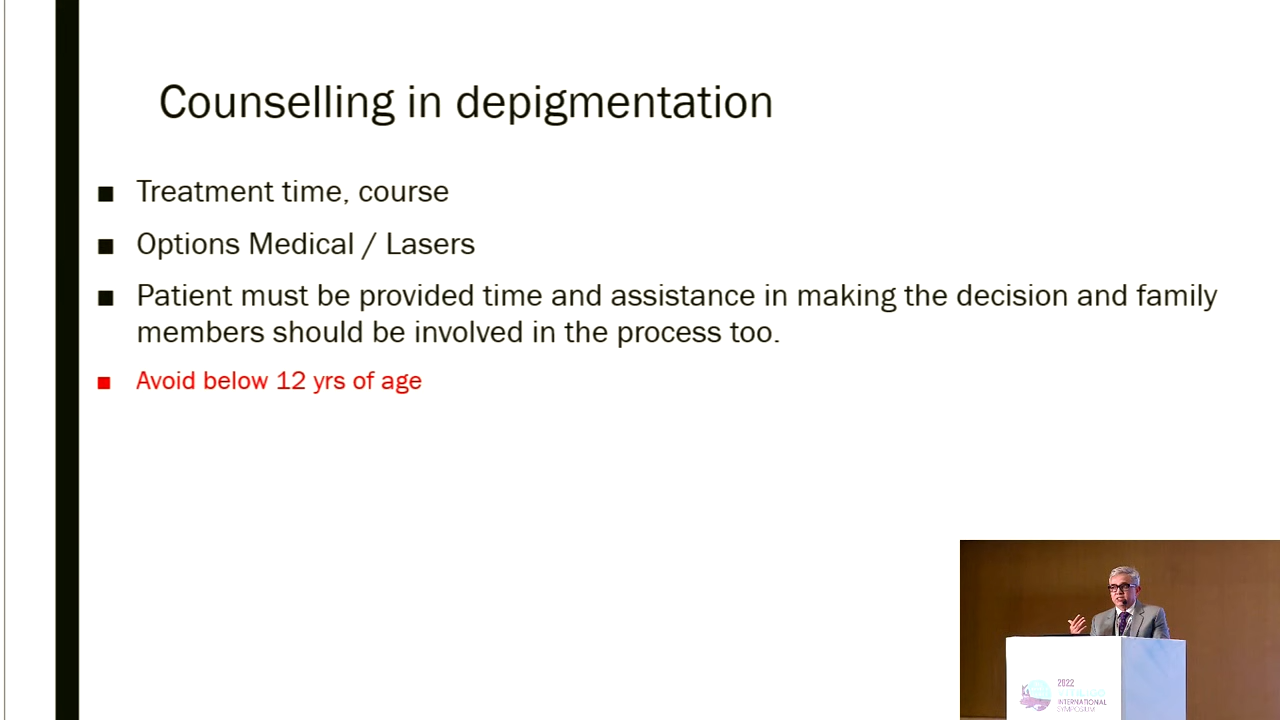 Counselling in depigmentation
■ Treatment time, course
■ Options Medical / Lasers
■ Patient must be provided time and assistance in making the decision and family
members should be involved in the process too.
■ Avoid below 12 yrs of age
2022
INTERNATIONAL
SYMPOSIUM